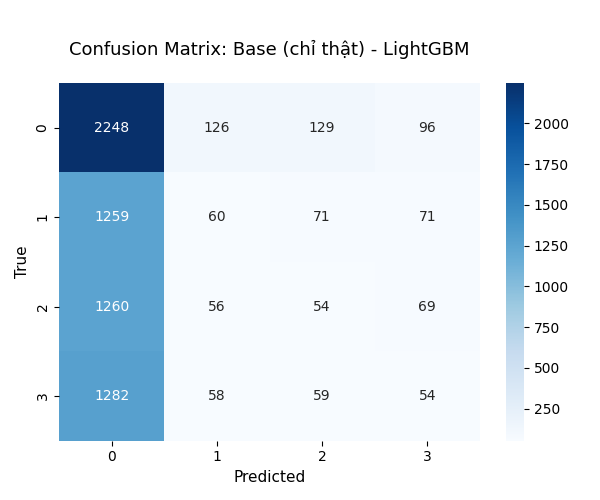 Confusion Matrix: Base (chỉ thật) - LightGBM
0 2248 126 129 96
1 1259 60 71 71
2 1260 56 54 69
3 1282 58 59 54
0 1 2 3
True
Predicted
2000
1750
1500
1250
1000
750
500
250